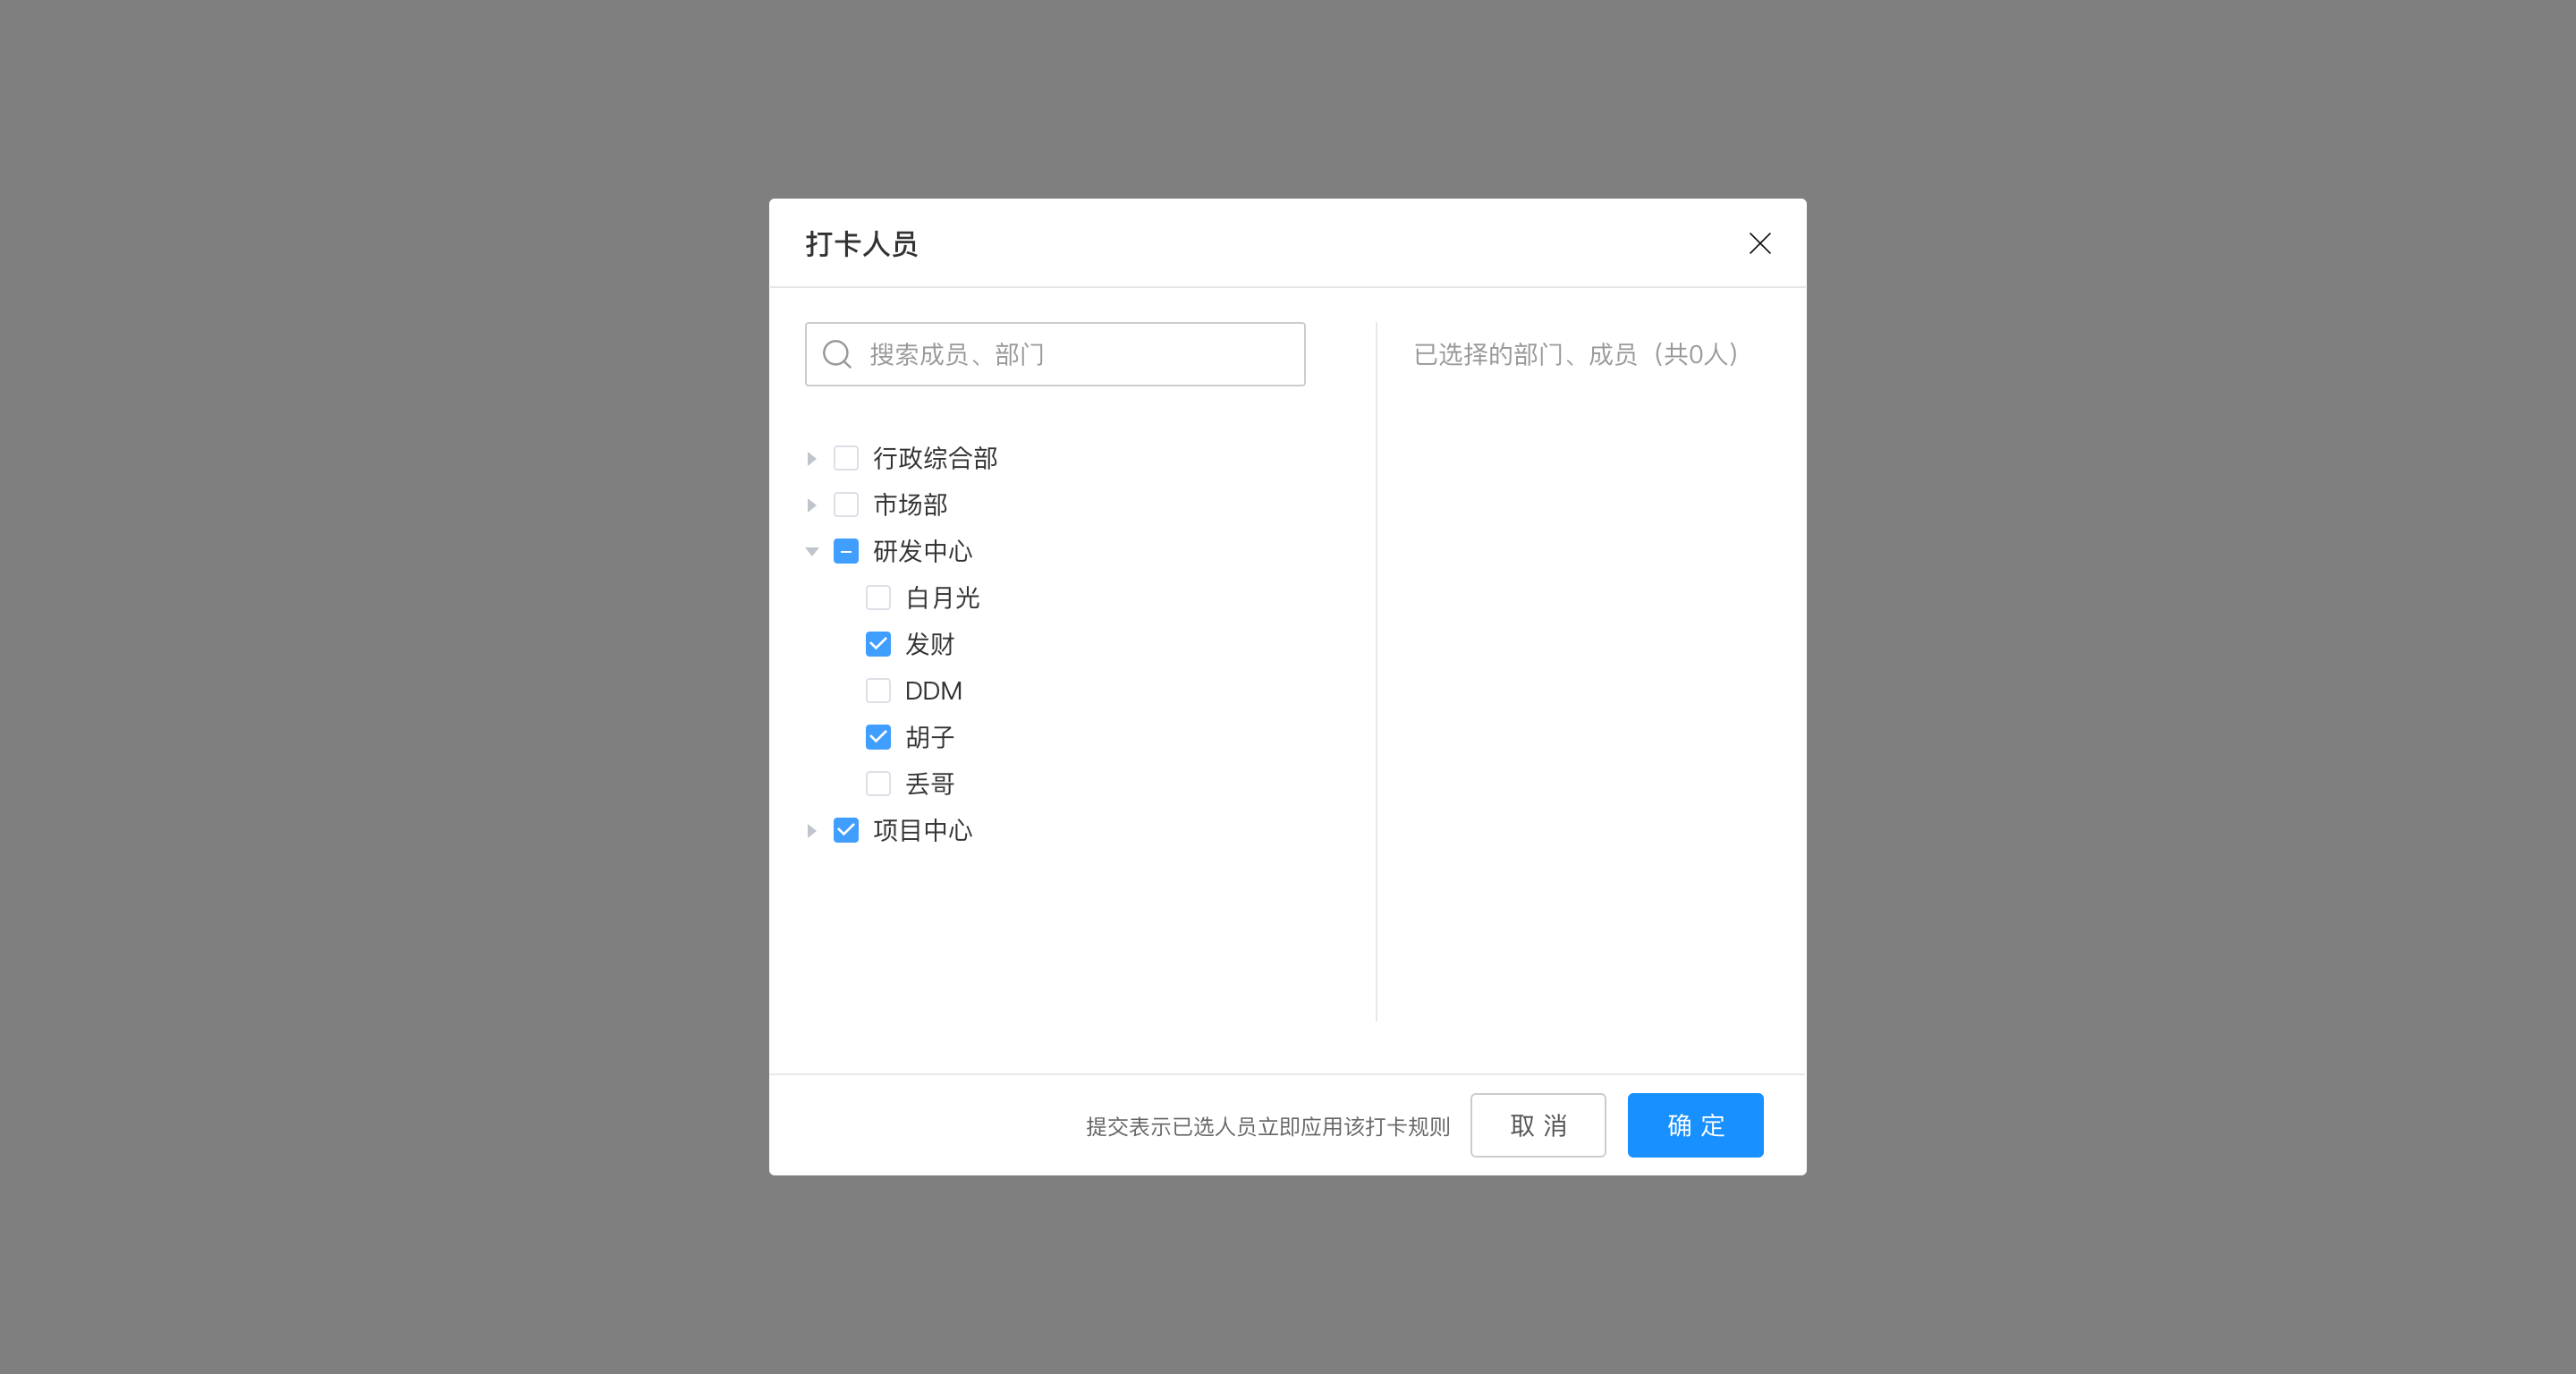 打卡人员
搜索成员、部门
已选择的部门、成员（共0人）
行政综合部
市场部
研发中心
白月光
发财
DDM
胡子
丢哥
项目中心
提交表示已选人员立即应用该打卡规则
取 消
确 定